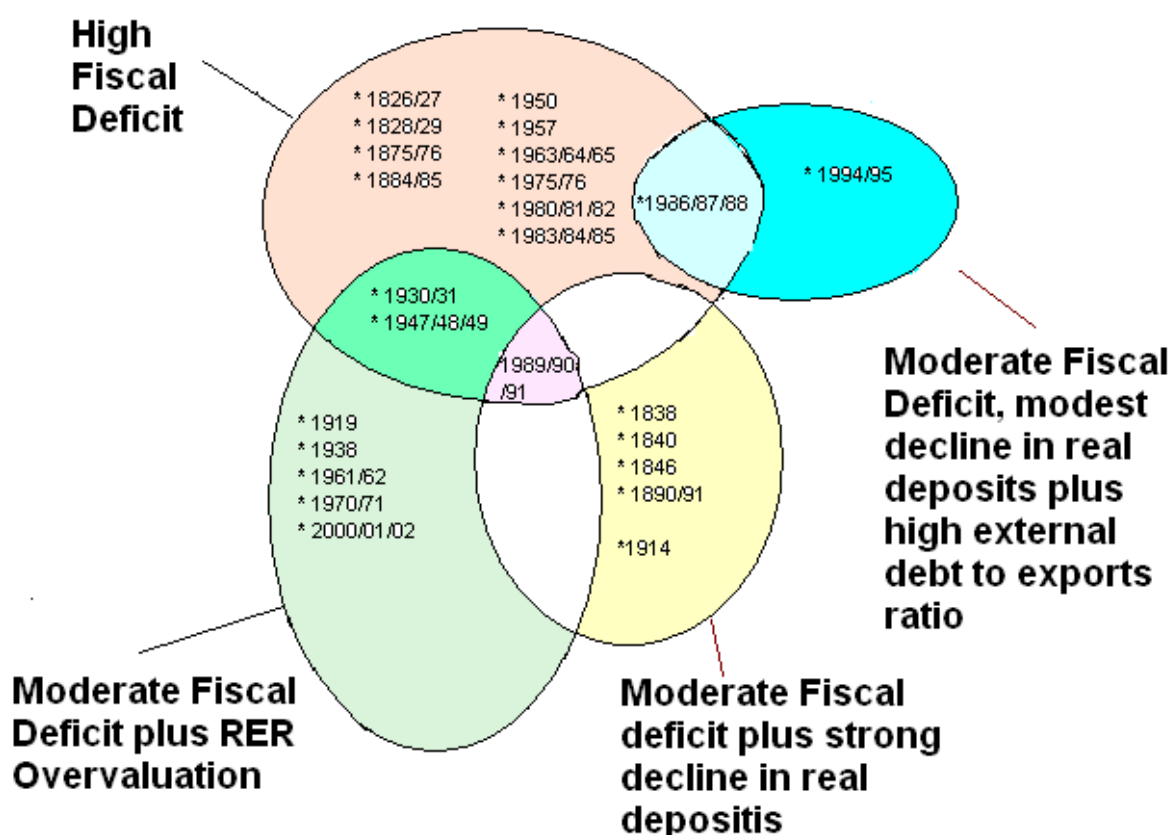 High
Fiscal
Deficit
* 1826/27
* 1828/29
* 1875/76
* 1884/85
* 1950
* 1957
* 1963/64/65
* 1975/76
* 1980/81/82
* 1983/84/85
*1986/87/88
* 1994/95
* 1930/31
* 1947/48/49
*1989/90
/91
* 1919
* 1938
* 1961/62
* 1970/71
* 2000/01/02
* 1838
* 1840
* 1846
* 1890/91
*1914
Moderate Fiscal
Deficit, modest
decline in real
deposits plus
high external
debt to exports
ratio
Moderate Fiscal
Deficit plus RER
Overvaluation
Moderate Fiscal
deficit plus strong
decline in real
depositis